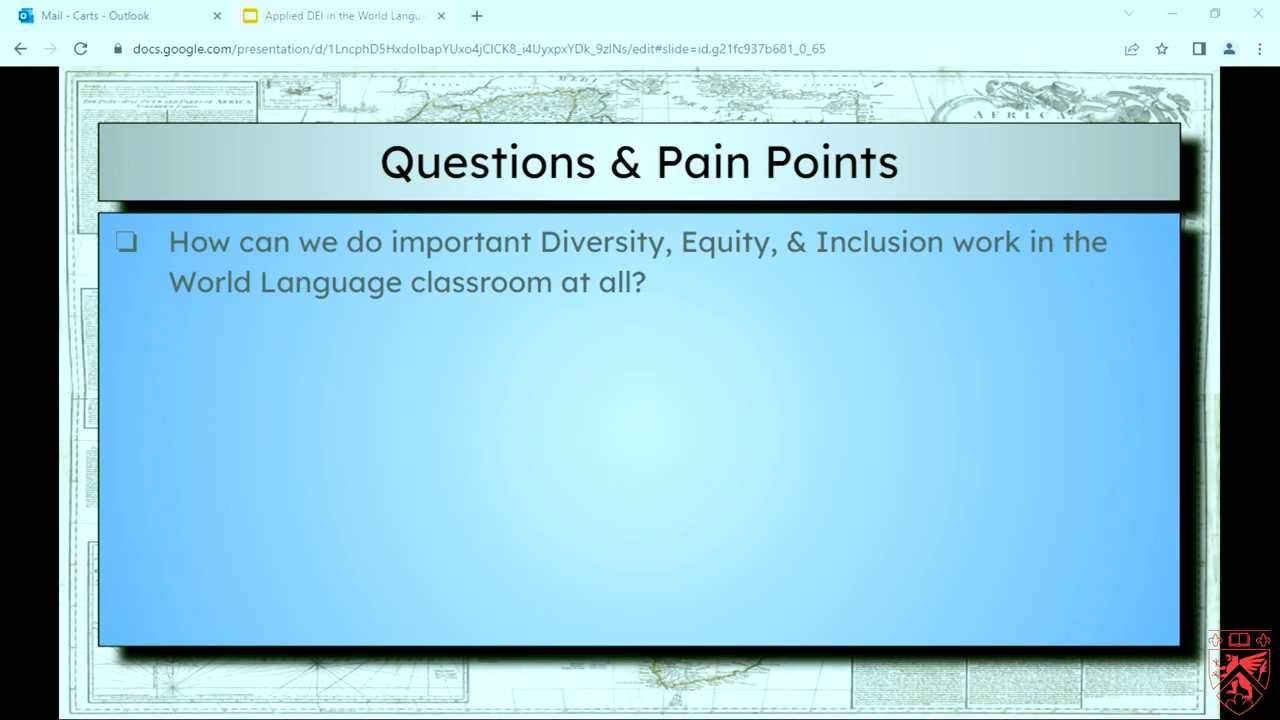 Mail - Carts - Outlook
Applied DEI in the World Langua
docs.google.com/presentation/d/1LncphD5HxdoIbapYUxo4jClCK8_i4UyxpxYDk_9zINs/edit#slide=id.g21fc937b681_0_65
AFRICA
Questions & Pain Points
❏ How can we do important Diversity, Equity, & Inclusion work in the
World Language classroom at all?